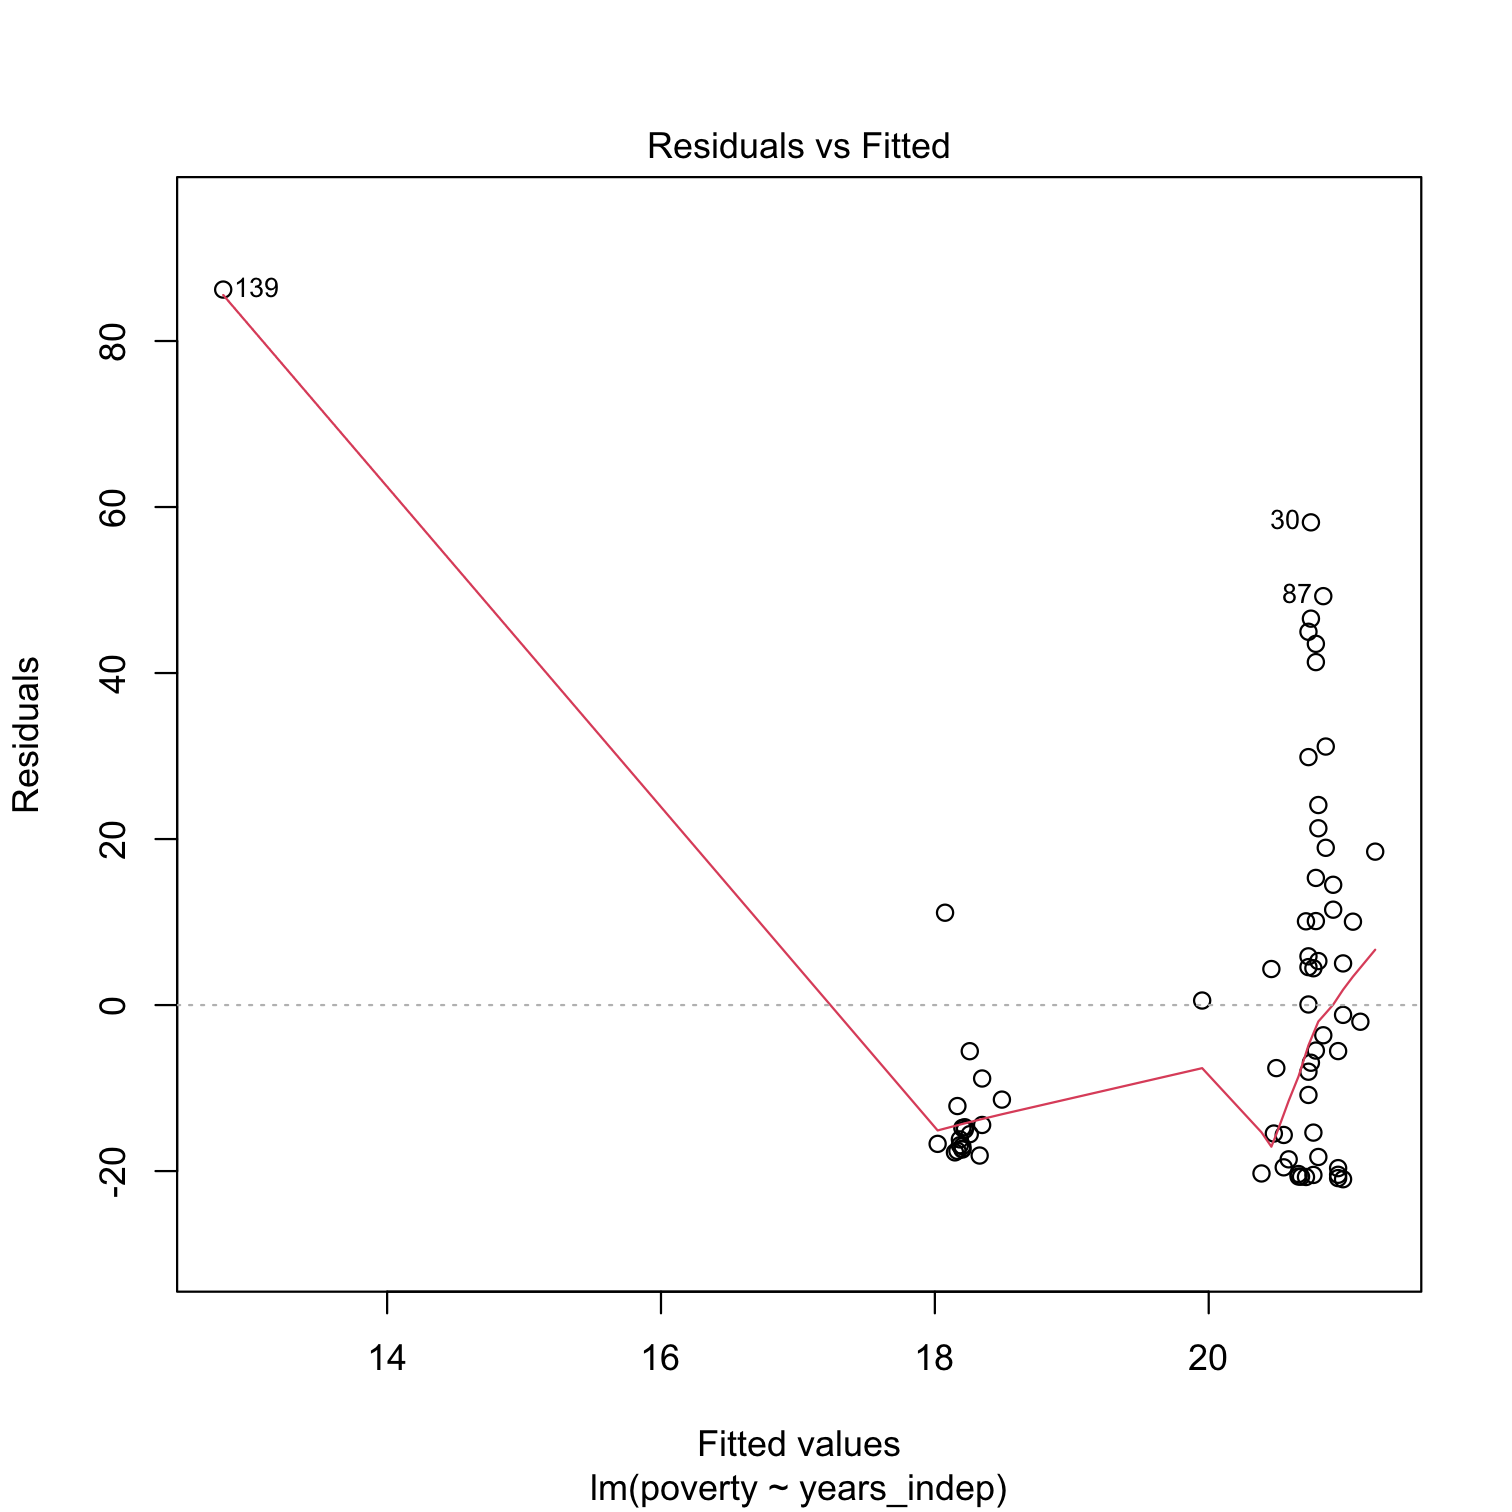 Residuals vs Fitted
139
30
87
80
60
40
20
0
-20
Residuals
14 16 18 20
Fitted values
lm(poverty ~ years_indep)